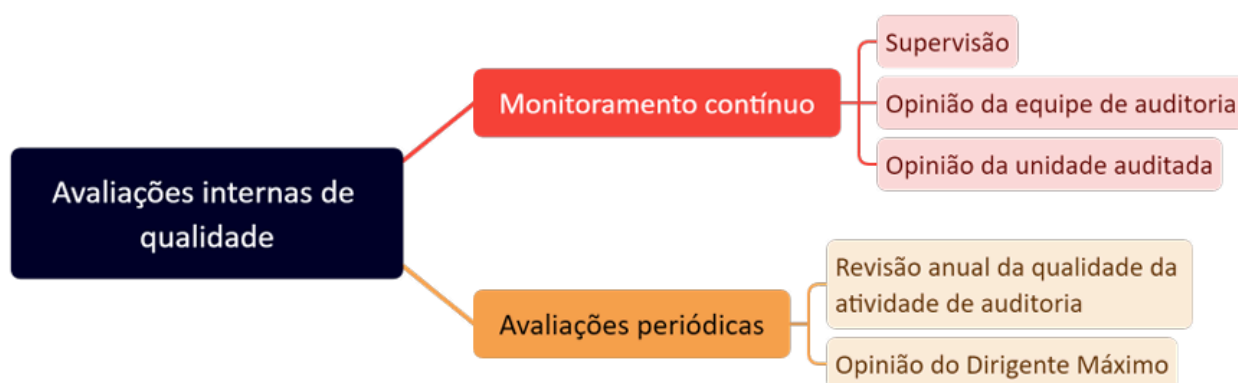 Avaliações internas de
qualidade
Monitoramento contínuo
Supervisão
Opinião da equipe de auditoria
Opinião da unidade auditada
Avaliações periódicas
Revisão anual da qualidade da
atividade de auditoria
Opinião do Dirigente Máximo